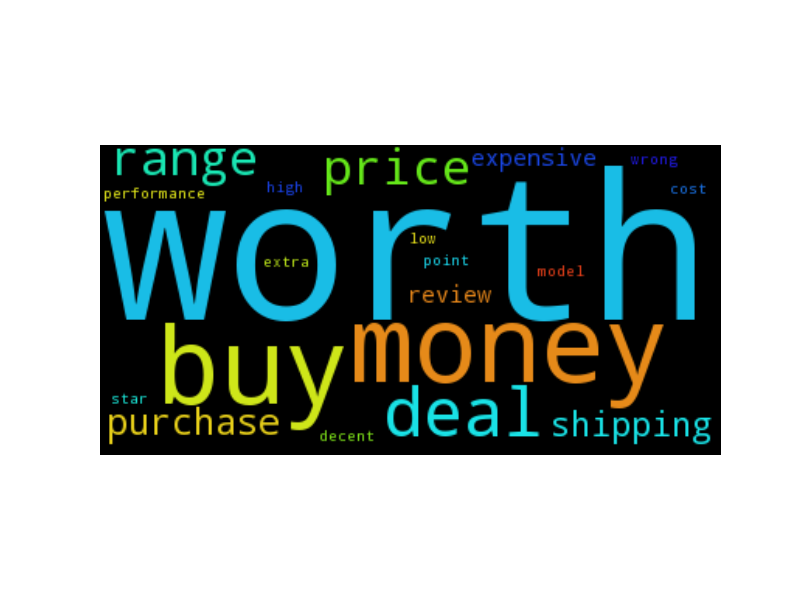 range
price
expensive
wrong
performance
high
cost
worth
low
extra
point
model
review
buy
money
star
purchase
deal
shipping
decent